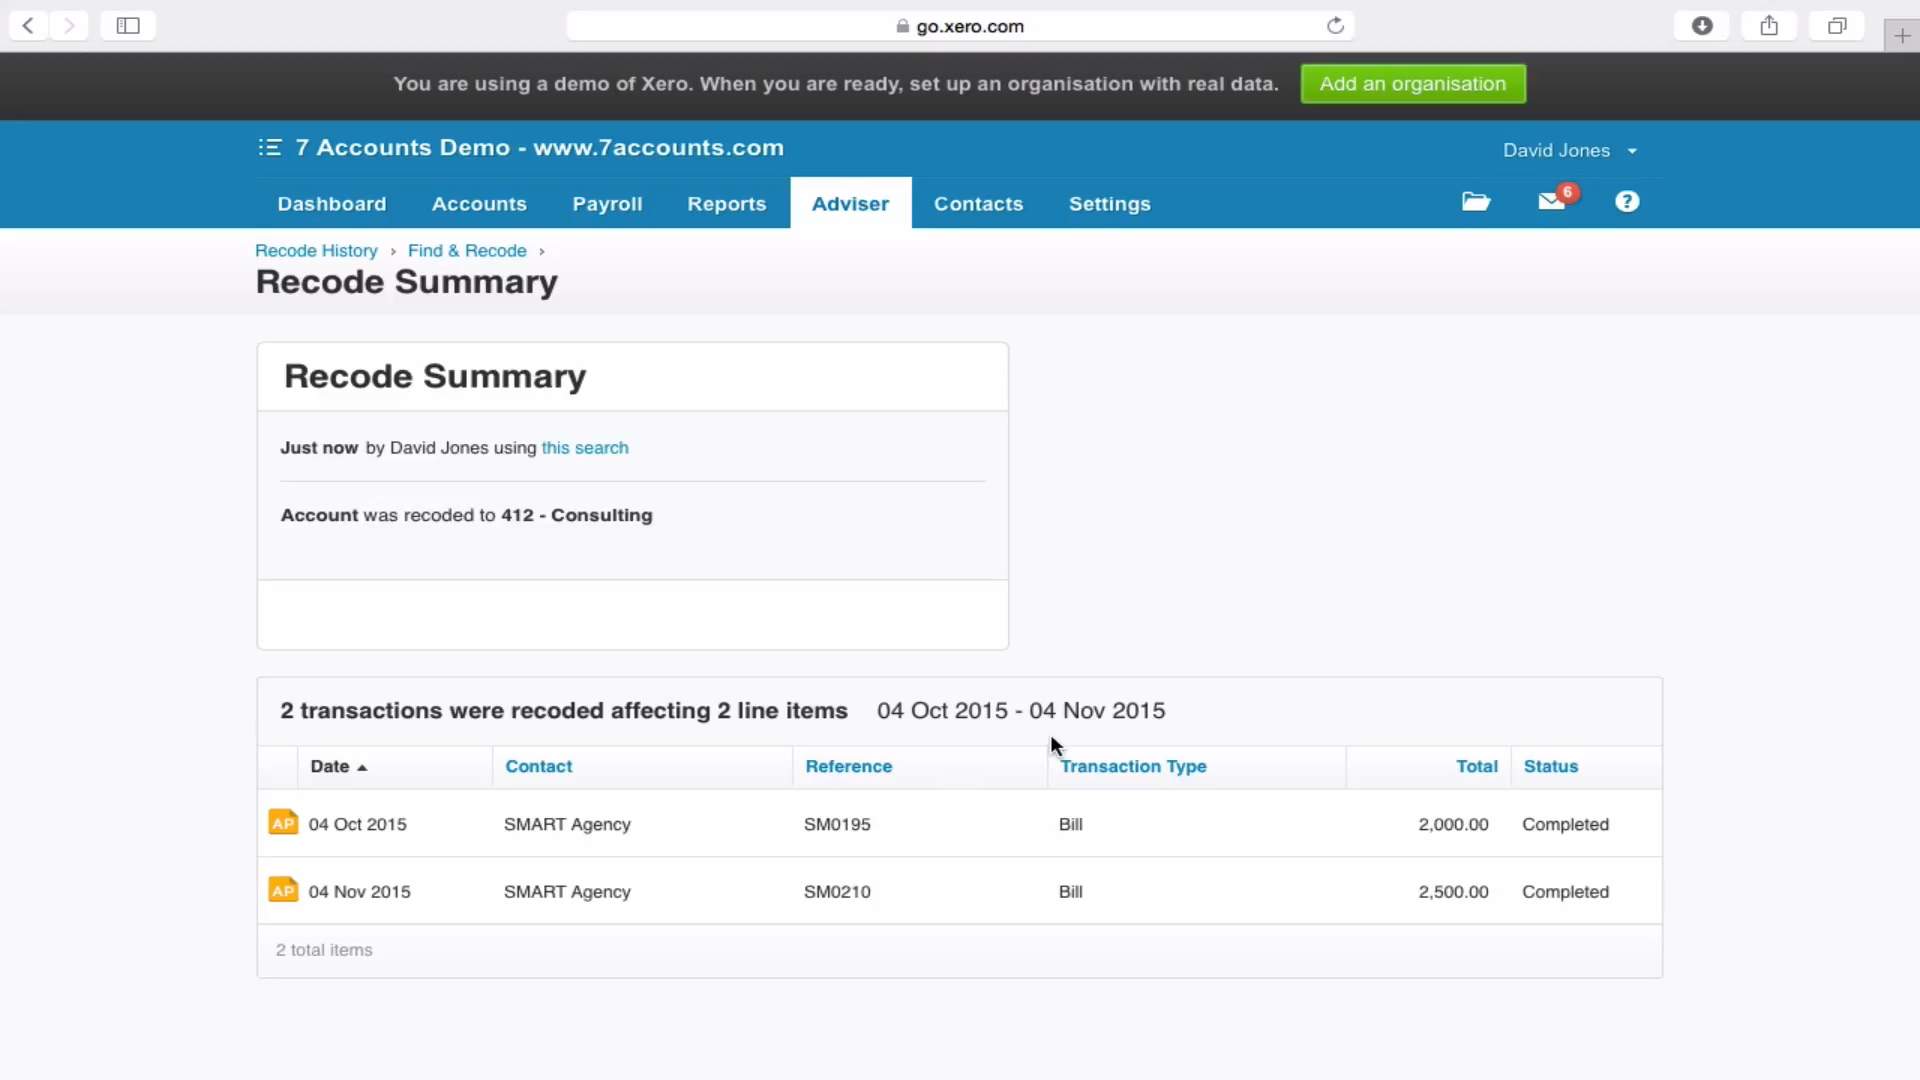 go.xero.com
You are using a demo of Xero. When you are ready, set up an organisation with real data. Add an organisation
7 Accounts Demo - www.7accounts.com David Jones
Dashboard Accounts Payroll Reports Adviser Contacts Settings 6 ?
Recode History › Find & Recode ›
Recode Summary
Recode Summary
Just now by David Jones using this search
Account was recoded to 412 - Consulting
2 transactions were recoded affecting 2 line items 04 Oct 2015 - 04 Nov 2015
Date Contact Reference Transaction Type Total Status
AP 04 Oct 2015 SMART Agency SM0195 Bill 2,000.00 Completed
AP 04 Nov 2015 SMART Agency SM0210 Bill 2,500.00 Completed
2 total items